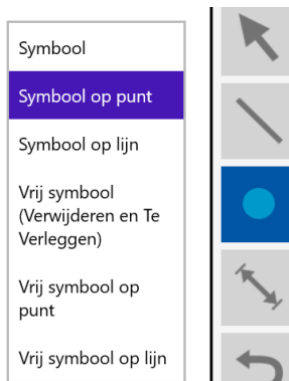 Symbool
Symbool op punt
Symbool op lijn
Vrij symbool
(Verwijderen en Te
Verleggen)
Vrij symbool op
punt
Vrij symbool op lijn